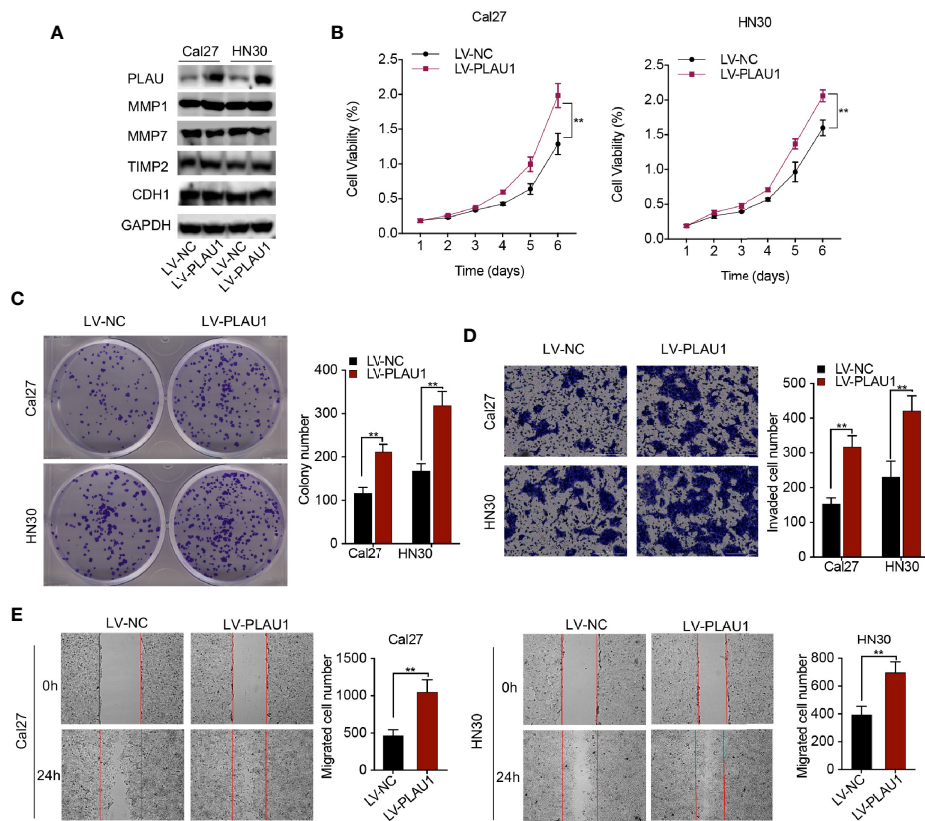 A
Cal27 HN30
PLAU
MMP1
MMP7
TIMP2
CDH1
GAPDH
LV-NC
LV-PLAU1
LV-NC
LV-PLAU1
B
Cal27
LV-NC
LV-PLAU1
Cell Viability (%)
2.5
2.0
1.5
1.0
0.5
0.0
**
1 2 3 4 5 6
Time (days)
HN30
LV-NC
LV-PLAU1
Cell Viability (%)
2.5
2.0
1.5
1.0
0.5
0.0
**
1 2 3 4 5 6
Time (days)
C
LV-NC LV-PLAU1
Cal27
HN30
LV-NC
LV-PLAU1
Colony number
400
300
200
100
0
** **
Cal27 HN30
D
LV-NC LV-PLAU1
Cal27
HN30
LV-NC
LV-PLAU1
Invaded cell number
500
400
300
200
100
0
** **
Cal27 HN30
E
Cal27
LV-NC LV-PLAU1
0h
24h
Cal27
Migrated cell number
1500
1000
500
0
**
LV-NC
LV-PLAU1
HN30
LV-NC LV-PLAU1
0h
24h
HN30
Migrated cell number
800
600
400
200
0
**
LV-NC
LV-PLAU1